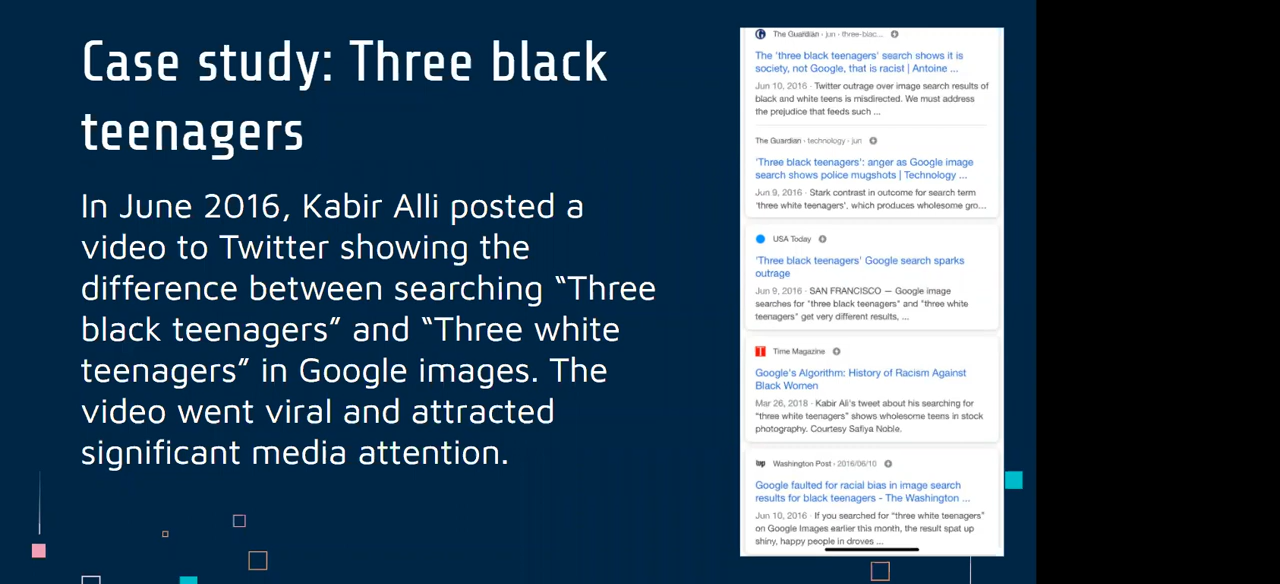 Case study: Three black
teenagers
In June 2016, Kabir Alli posted a
video to Twitter showing the
difference between searching “Three
black teenagers” and “Three white
teenagers” in Google images. The
video went viral and attracted
significant media attention.
The Guardian · jun · three-blac...
The 'three black teenagers' search shows it is
society, not Google, that is racist | Antoine ...
Jun 10, 2016 · Twitter outrage over image search results of
black and white teens is misdirected. We must address
the prejudice that feeds such ...
The Guardian · technology · jun
'Three black teenagers': anger as Google image
search shows police mugshots | Technology ...
Jun 9, 2016 · Stark contrast in outcome for search term
'three white teenagers', which produces wholesome gro...
USA Today
'Three black teenagers' Google search sparks
outrage
Jun 9, 2016 · SAN FRANCISCO — Google image
searches for "three black teenagers" and "three white
teenagers" get very different results, ...
Time Magazine
Google's Algorithm: History of Racism Against
Black Women
Mar 26, 2018 · Kabir Ali's tweet about his searching for
“three white teenagers” shows wholesome teens in stock
photography. Courtesy Safiya Noble.
wp Washington Post · 2016/06/10
Google faulted for racial bias in image search
results for black teenagers - The Washington ...
Jun 10, 2016 · If you searched for “three white teenagers”
on Google Images earlier this month, the result spat up
shiny, happy people in droves ...